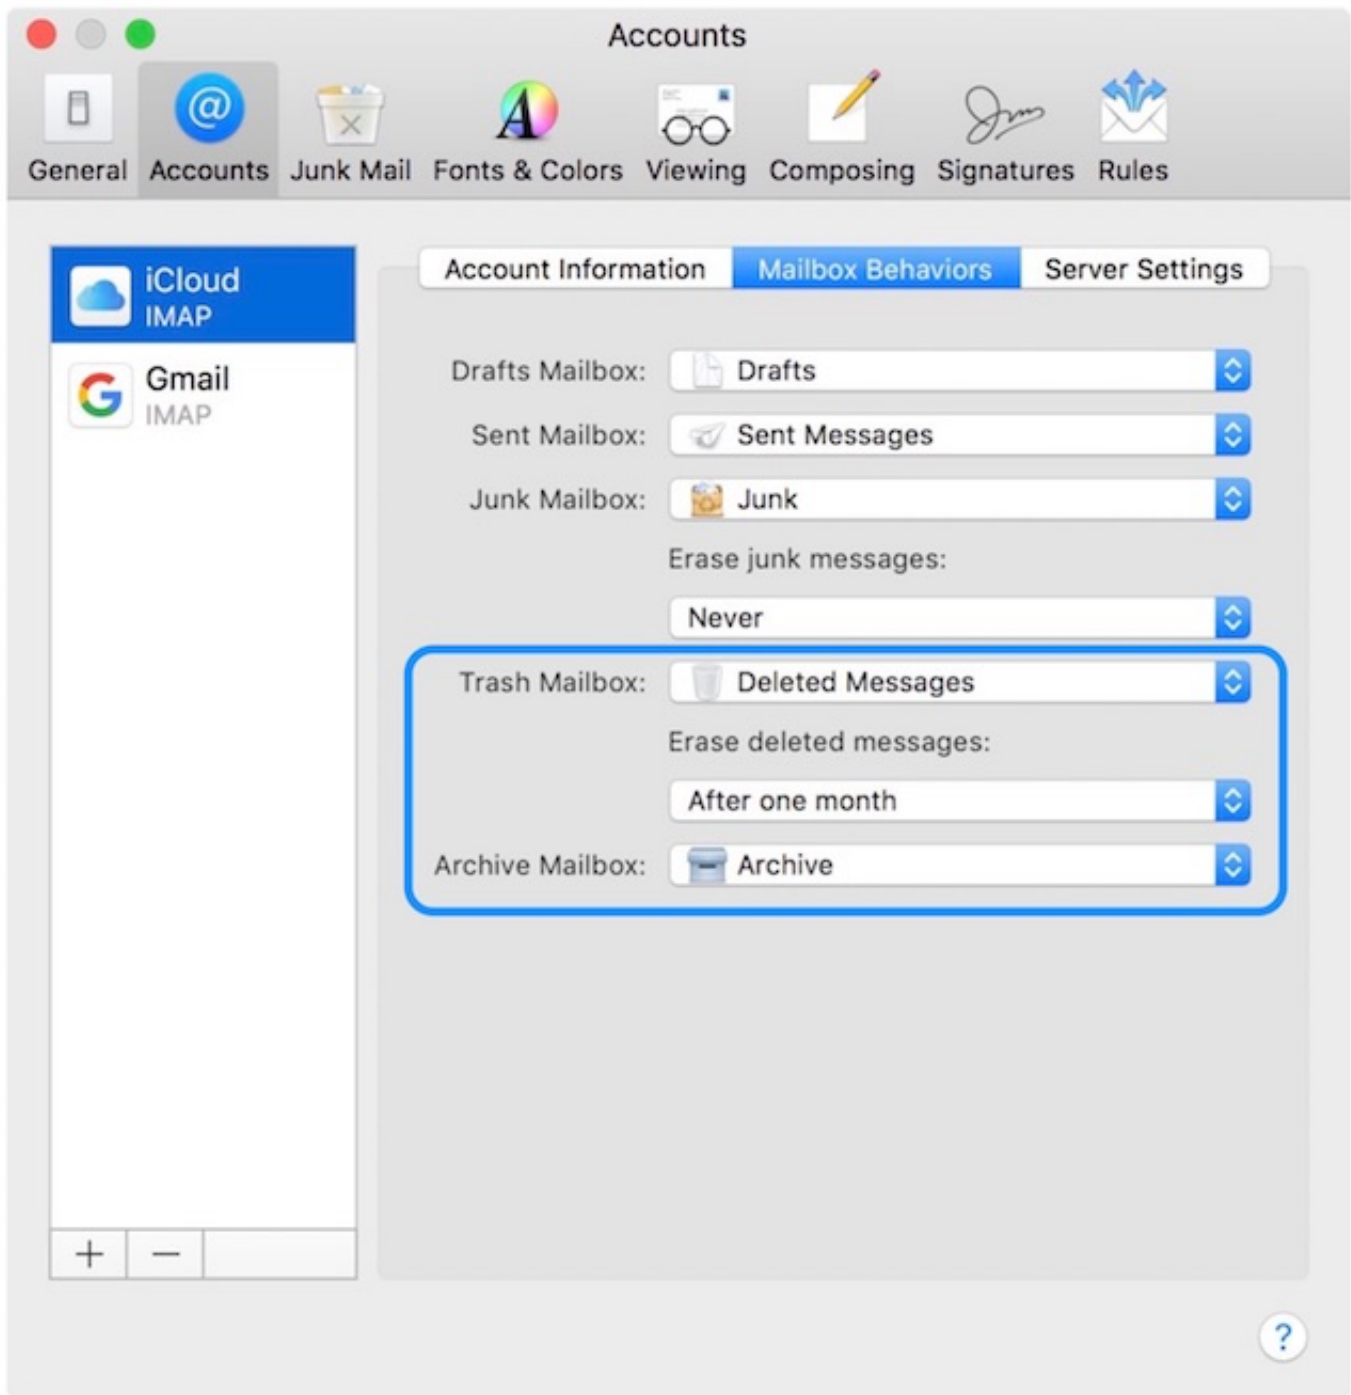 Accounts
General Accounts Junk Mail Fonts & Colors Viewing Composing Signatures Rules
iCloud
IMAP
Gmail
IMAP
Account Information Mailbox Behaviors Server Settings
Drafts Mailbox: Drafts
Sent Mailbox: Sent Messages
Junk Mailbox: Junk
Erase junk messages:
Never
Trash Mailbox: Deleted Messages
Erase deleted messages:
After one month
Archive Mailbox: Archive
?